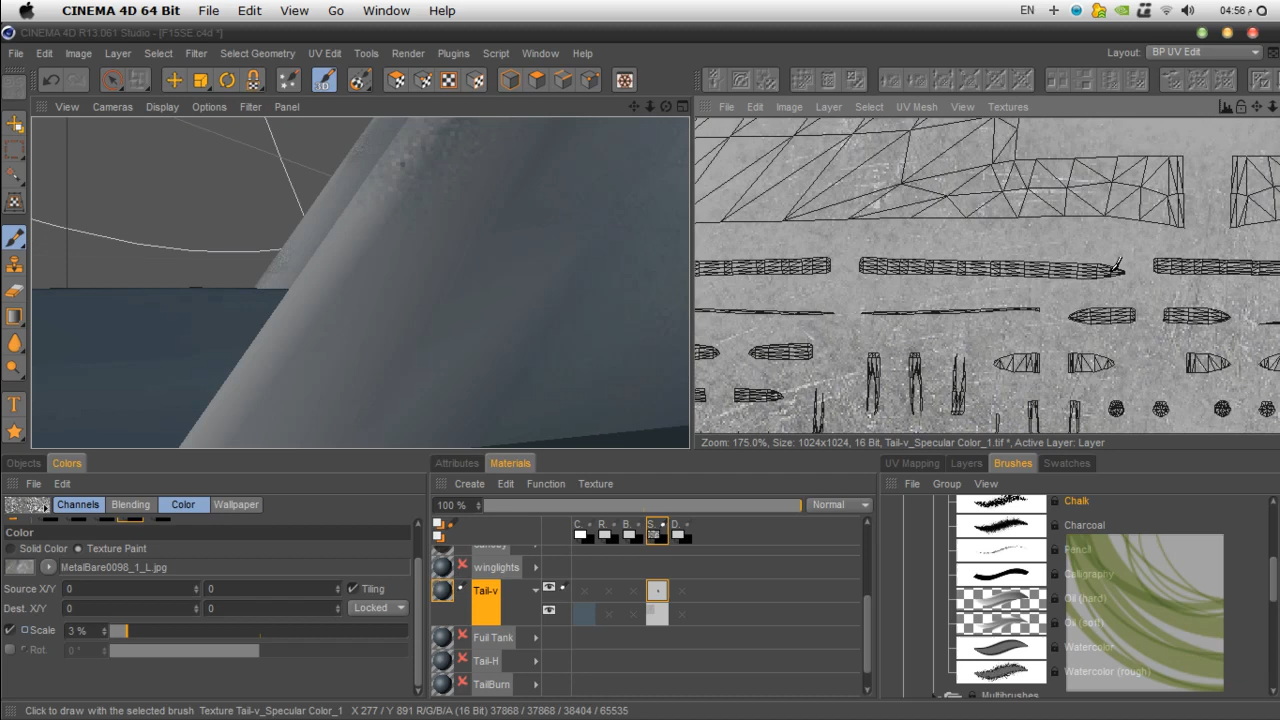 CINEMA 4D 64 Bit File Edit View Go Window Help EN 04:56 م
CINEMA 4D R13.061 Studio - [F15SE.c4d *]
File Edit Image Layer Select Filter Select Geometry UV Edit Tools Render Plugins Script Window Help Layout: BP UV Edit
3D
View Cameras Display Options Filter Panel
File Edit Image Layer Select UV Mesh View Textures
Zoom: 175.0%, Size: 1024x1024, 16 Bit, Tail-v_Specular Color_1.tif *, Active Layer: Layer
Objects Colors
File Edit
Channels Blending Color Wallpaper
Color
Solid Color Texture Paint
MetalBare0098_1_L.jpg
Source X/Y 0 0 Tiling
Dest. X/Y 0 0 Locked
Scale 3 %
Rot. 0 °
Attributes Materials
Create Edit Function Texture
100 % Normal
C. R. B. S. D.
winglights
Tail-v
Fuil Tank
Tail-H
TailBurn
UV Mapping Layers Brushes Swatches
File Group View
Chalk
Charcoal
Pencil
Calligraphy
Oil (hard)
Oil (soft)
Watercolor
Watercolor (rough)
Multibrushes
Click to draw with the selected brush Texture Tail-v_Specular Color_1 X 277 / Y 891 R/G/B/A (16 Bit) 37868 / 37868 / 38404 / 65535